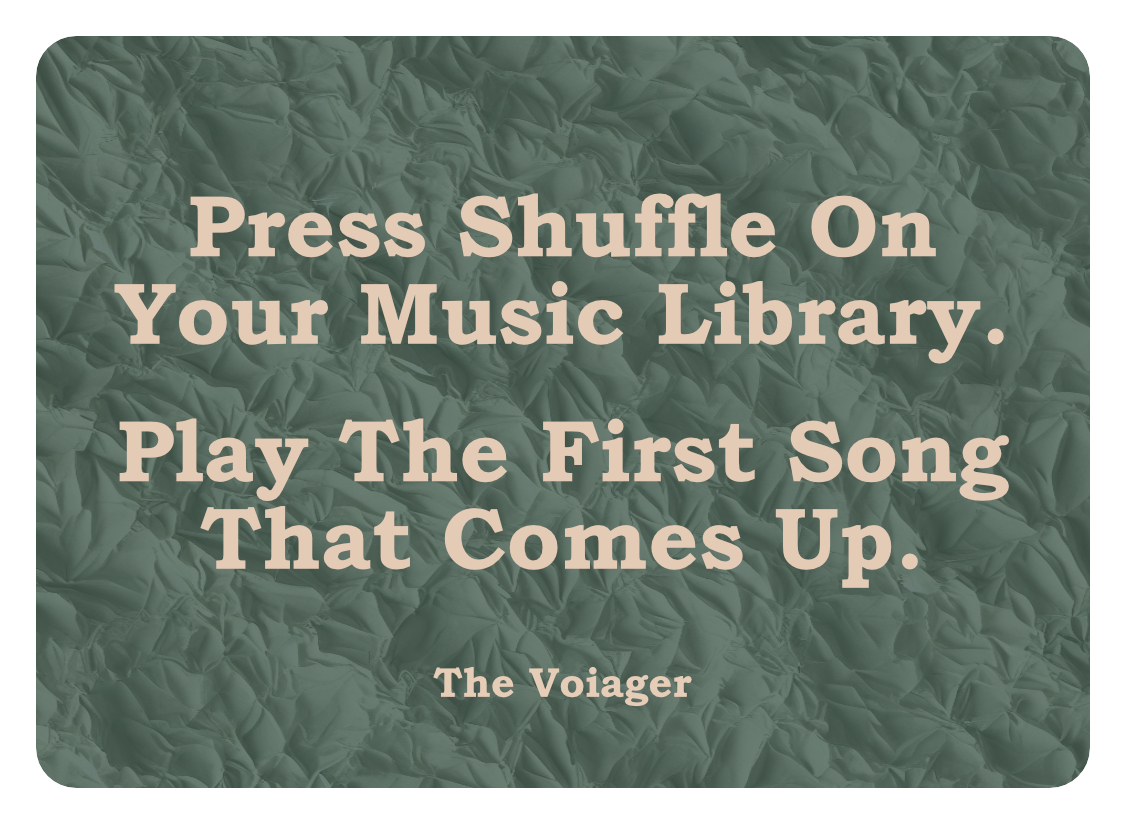 Press Shuffle On
Your Music Library.
Play The First Song
That Comes Up.
The Voiager